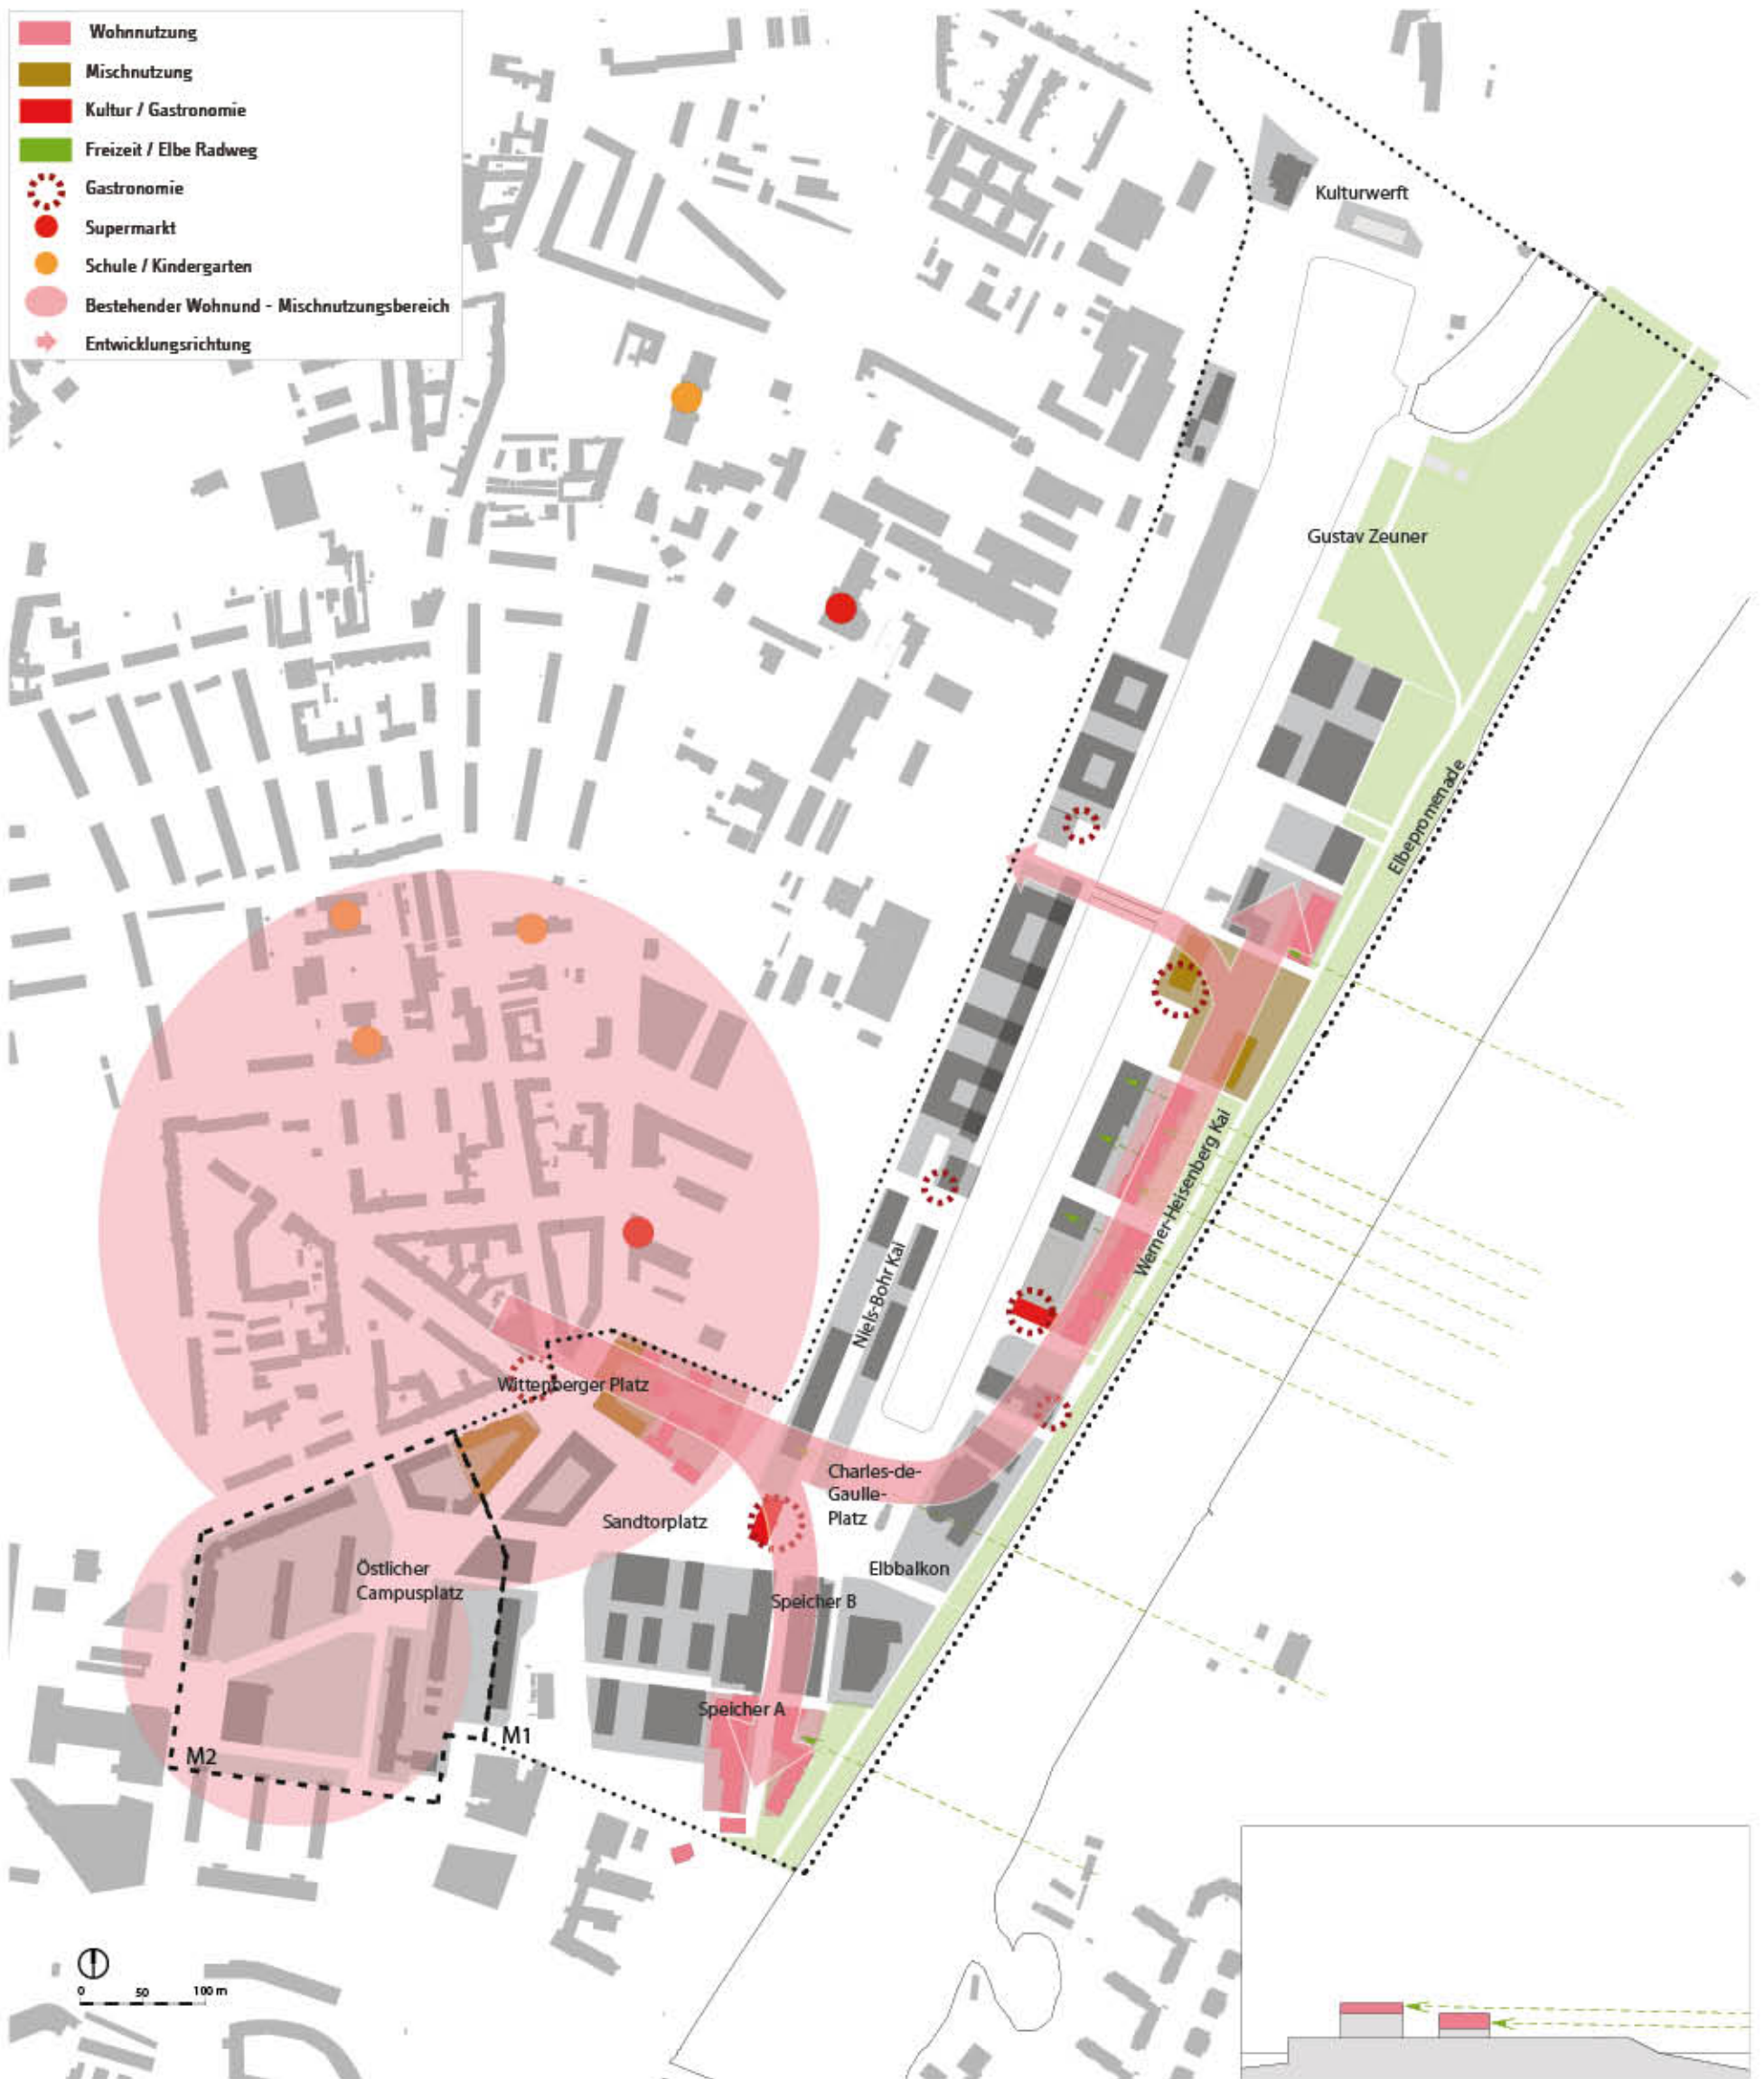 Wohnnutzung
Mischnutzung
Kultur / Gastronomie
Freizeit / Elbe Radweg
Gastronomie
Supermarkt
Schule / Kindergarten
Bestehender Wohnund - Mischnutzungsbereich
Entwicklungsrichtung
Kulturwerft
Gustav Zeuner
Elbepromenade
Werner-Heisenberg Kai
Niels-Bohr Kai
Wittenberger Platz
Charles-de-
Gaulle-
Platz
Sandtorplatz
Elbbalkon
Östlicher
Campusplatz
Speicher B
Speicher A
M1
M2
0 50 100 m